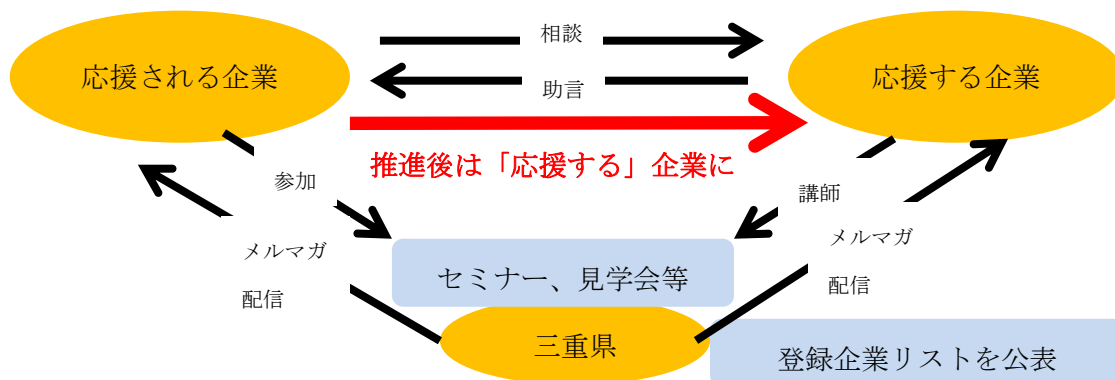 相談
応援される企業
応援する企業
助言
推進後は「応援する」企業に
参加
講師
メルマガ
配信
メルマガ
配信
セミナー、見学会等
三重県
登録企業リストを公表